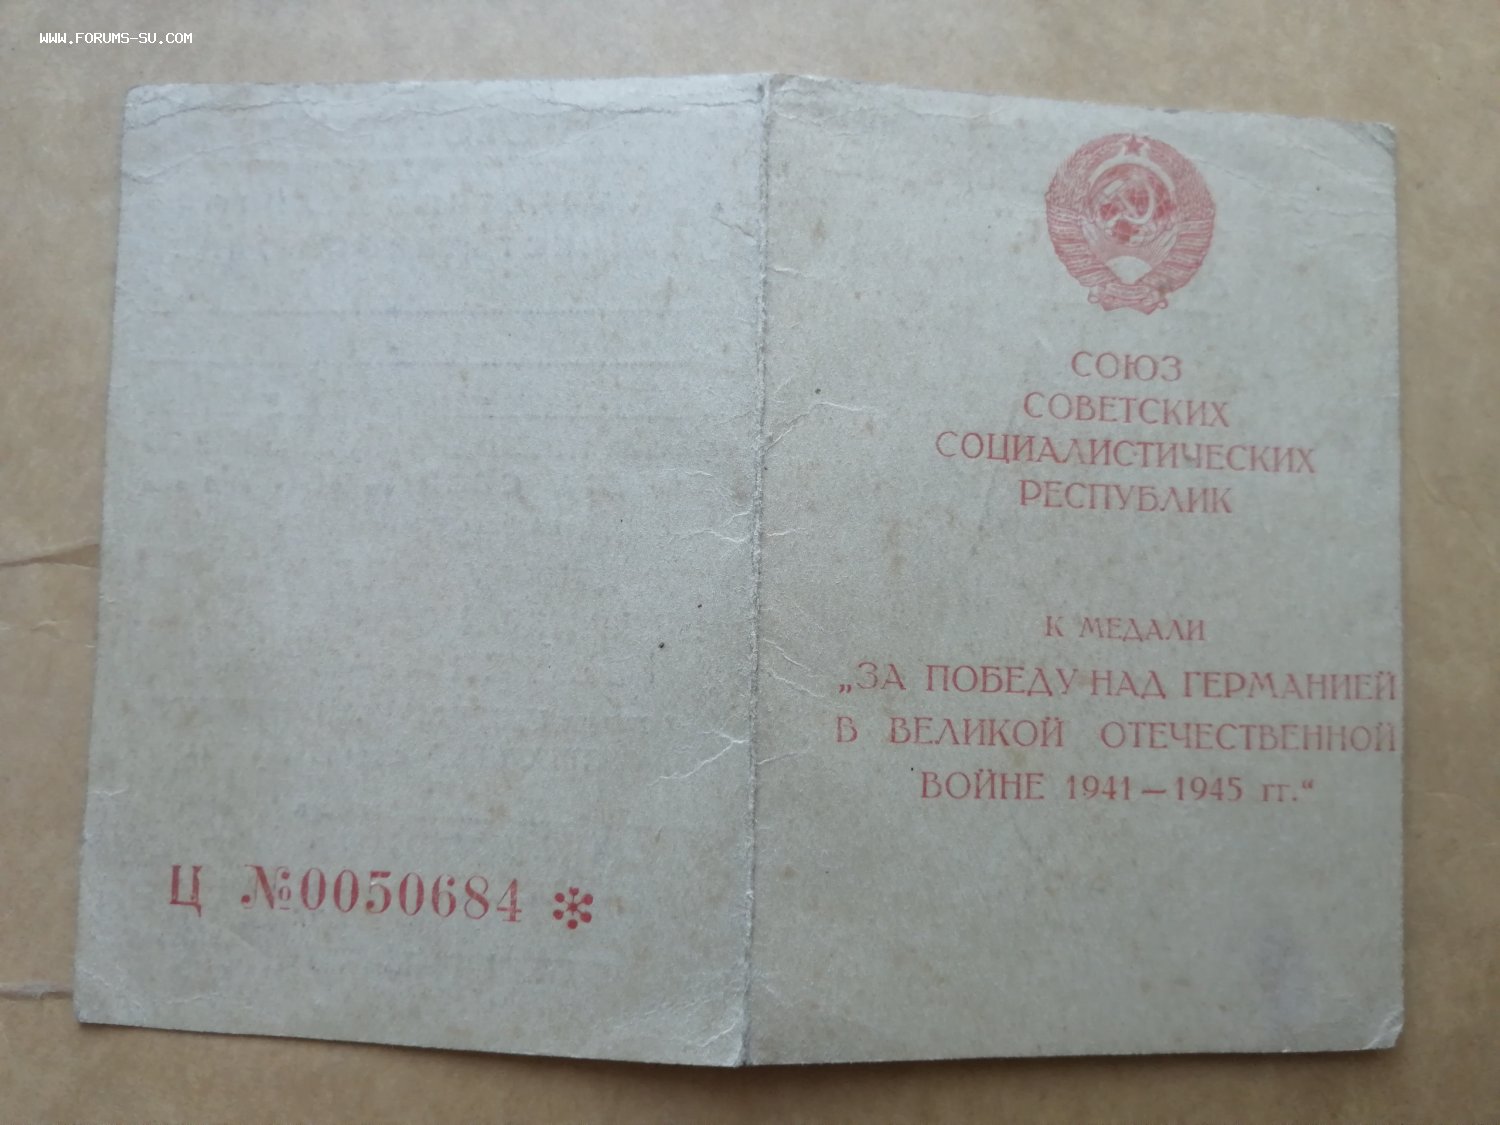 WWW.FORUMS-SU.COM
Ц №0050684 *
СОЮЗ
СОВЕТСКИХ
СОЦИАЛИСТИЧЕСКИХ
РЕСПУБЛИК
К МЕДАЛИ
„ЗА ПОБЕДУ НАД ГЕРМАНИЕЙ
В ВЕЛИКОЙ ОТЕЧЕСТВЕННОЙ
ВОЙНЕ 1941—1945 гг.“